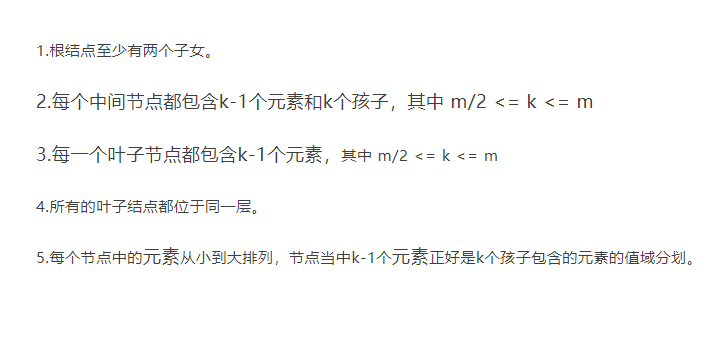 1.根结点至少有两个子女。
2.每个中间节点都包含k-1个元素和k个孩子，其中 m/2 <= k <= m
3.每一个叶子节点都包含k-1个元素，其中 m/2 <= k <= m
4.所有的叶子结点都位于同一层。
5.每个节点中的元素从小到大排列，节点当中k-1个元素正好是k个孩子包含的元素的值域分划。